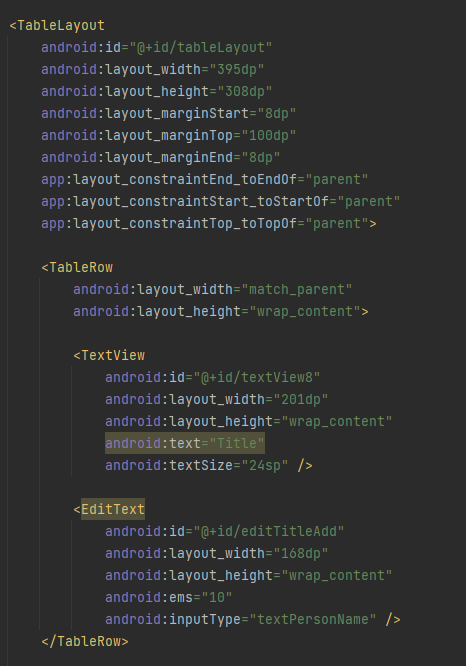 <TableLayout
    android:id="@+id/tableLayout"
    android:layout_width="395dp"
    android:layout_height="308dp"
    android:layout_marginStart="8dp"
    android:layout_marginTop="100dp"
    android:layout_marginEnd="8dp"
    app:layout_constraintEnd_toEndOf="parent"
    app:layout_constraintStart_toStartOf="parent"
    app:layout_constraintTop_toTopOf="parent">

    <TableRow
        android:layout_width="match_parent"
        android:layout_height="wrap_content">

        <TextView
            android:id="@+id/textView8"
            android:layout_width="201dp"
            android:layout_height="wrap_content"
            android:text="Title"
            android:textSize="24sp" />

        <EditText
            android:id="@+id/editTitleAdd"
            android:layout_width="168dp"
            android:layout_height="wrap_content"
            android:ems="10"
            android:inputType="textPersonName" />
    </TableRow>